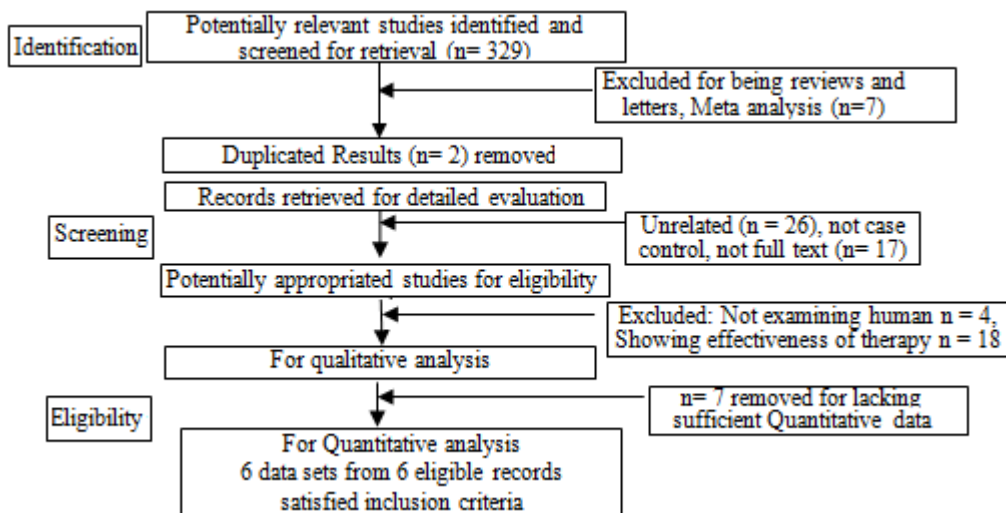 Identification
Potentially relevant studies identified and
screened for retrieval (n= 329)
Excluded for being reviews and
letters, Meta analysis (n=7)
Duplicated Results (n= 2) removed
Records retrieved for detailed evaluation
Screening
Unrelated (n = 26), not case
control, not full text (n= 17)
Potentially appropriated studies for eligibility
Excluded: Not examining human n = 4,
Showing effectiveness of therapy n = 18
For qualitative analysis
Eligibility
n= 7 removed for lacking
sufficient Quantitative data
For Quantitative analysis
6 data sets from 6 eligible records
satisfied inclusion criteria